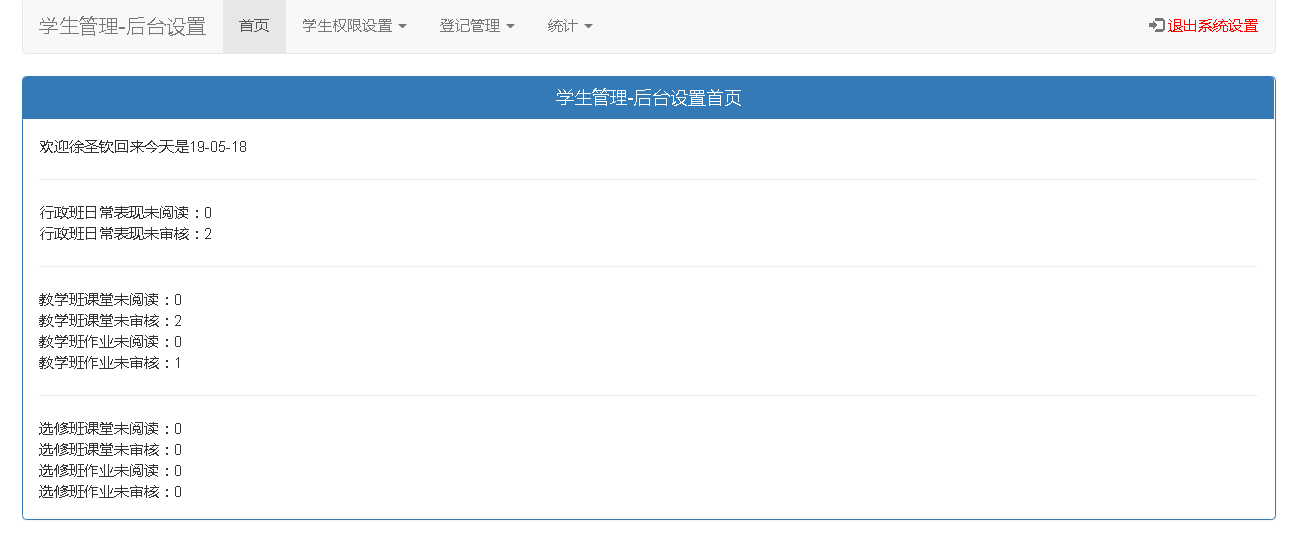 学生管理-后台设置 首页 学生权限设置 登记管理 统计 退出系统设置
学生管理-后台设置首页
欢迎徐圣钦回来今天是19-05-18
行政班日常表现未阅读：0
行政班日常表现未审核：2
教学班课堂未阅读：0
教学班课堂未审核：2
教学班作业未阅读：0
教学班作业未审核：1
选修班课堂未阅读：0
选修班课堂未审核：0
选修班作业未阅读：0
选修班作业未审核：0